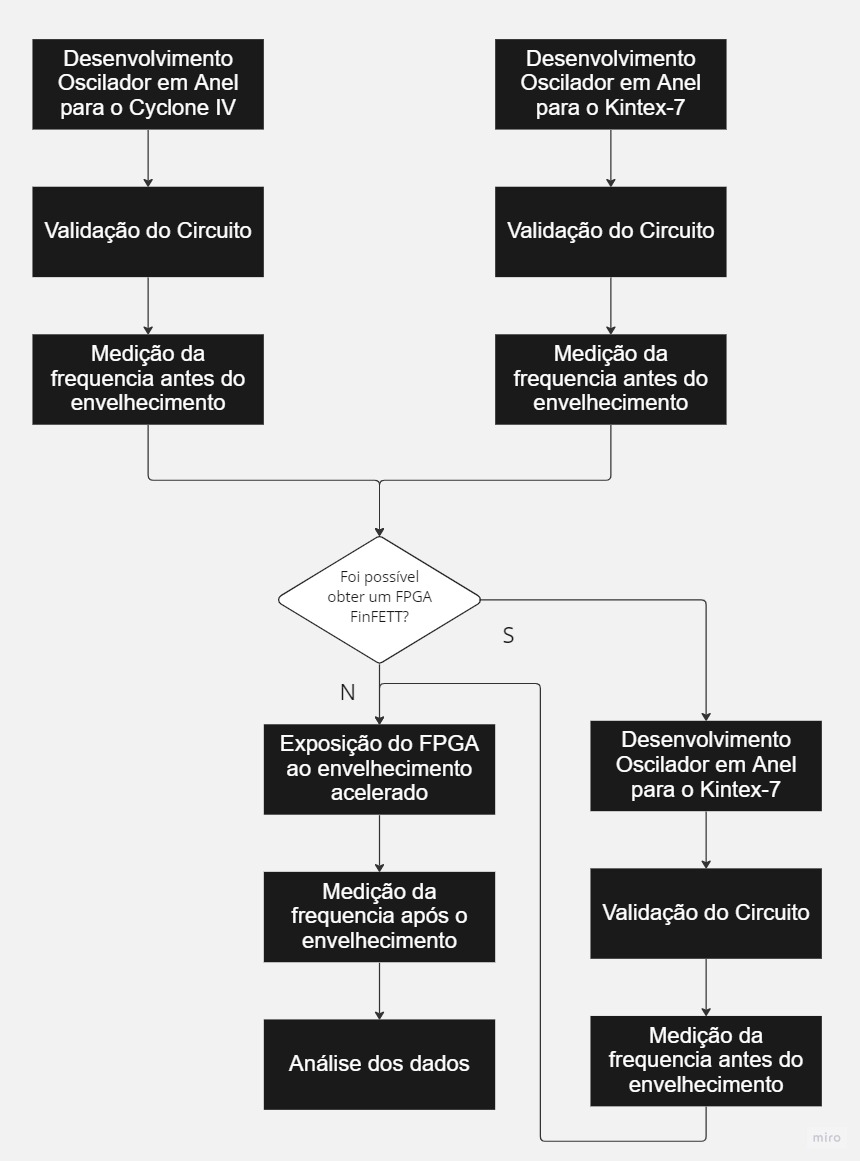 Desenvolvimento
Oscilador em Anel
para o Cyclone IV
Desenvolvimento
Oscilador em Anel
para o Kintex-7
Validação do Circuito
Validação do Circuito
Medição da
frequencia antes do
envelhecimento
Medição da
frequencia antes do
envelhecimento
Foi possível
obter um FPGA
FinFETT?
S
N
Exposição do FPGA
ao envelhecimento
acelerado
Desenvolvimento
Oscilador em Anel
para o Kintex-7
Medição da
frequencia após o
envelhecimento
Validação do Circuito
Análise dos dados
Medição da
frequencia antes do
envelhecimento
miro